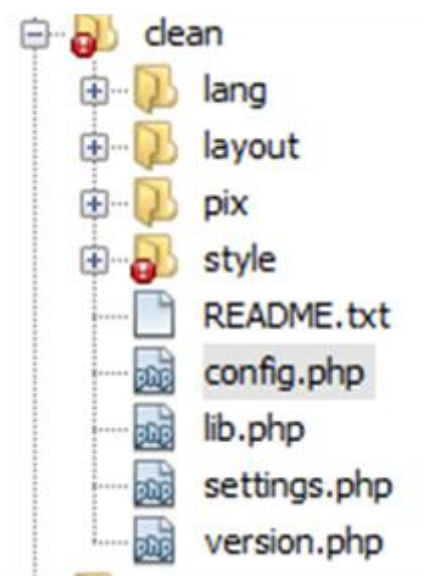 clean
lang
layout
pix
style
README.txt
config.php
lib.php
settings.php
version.php